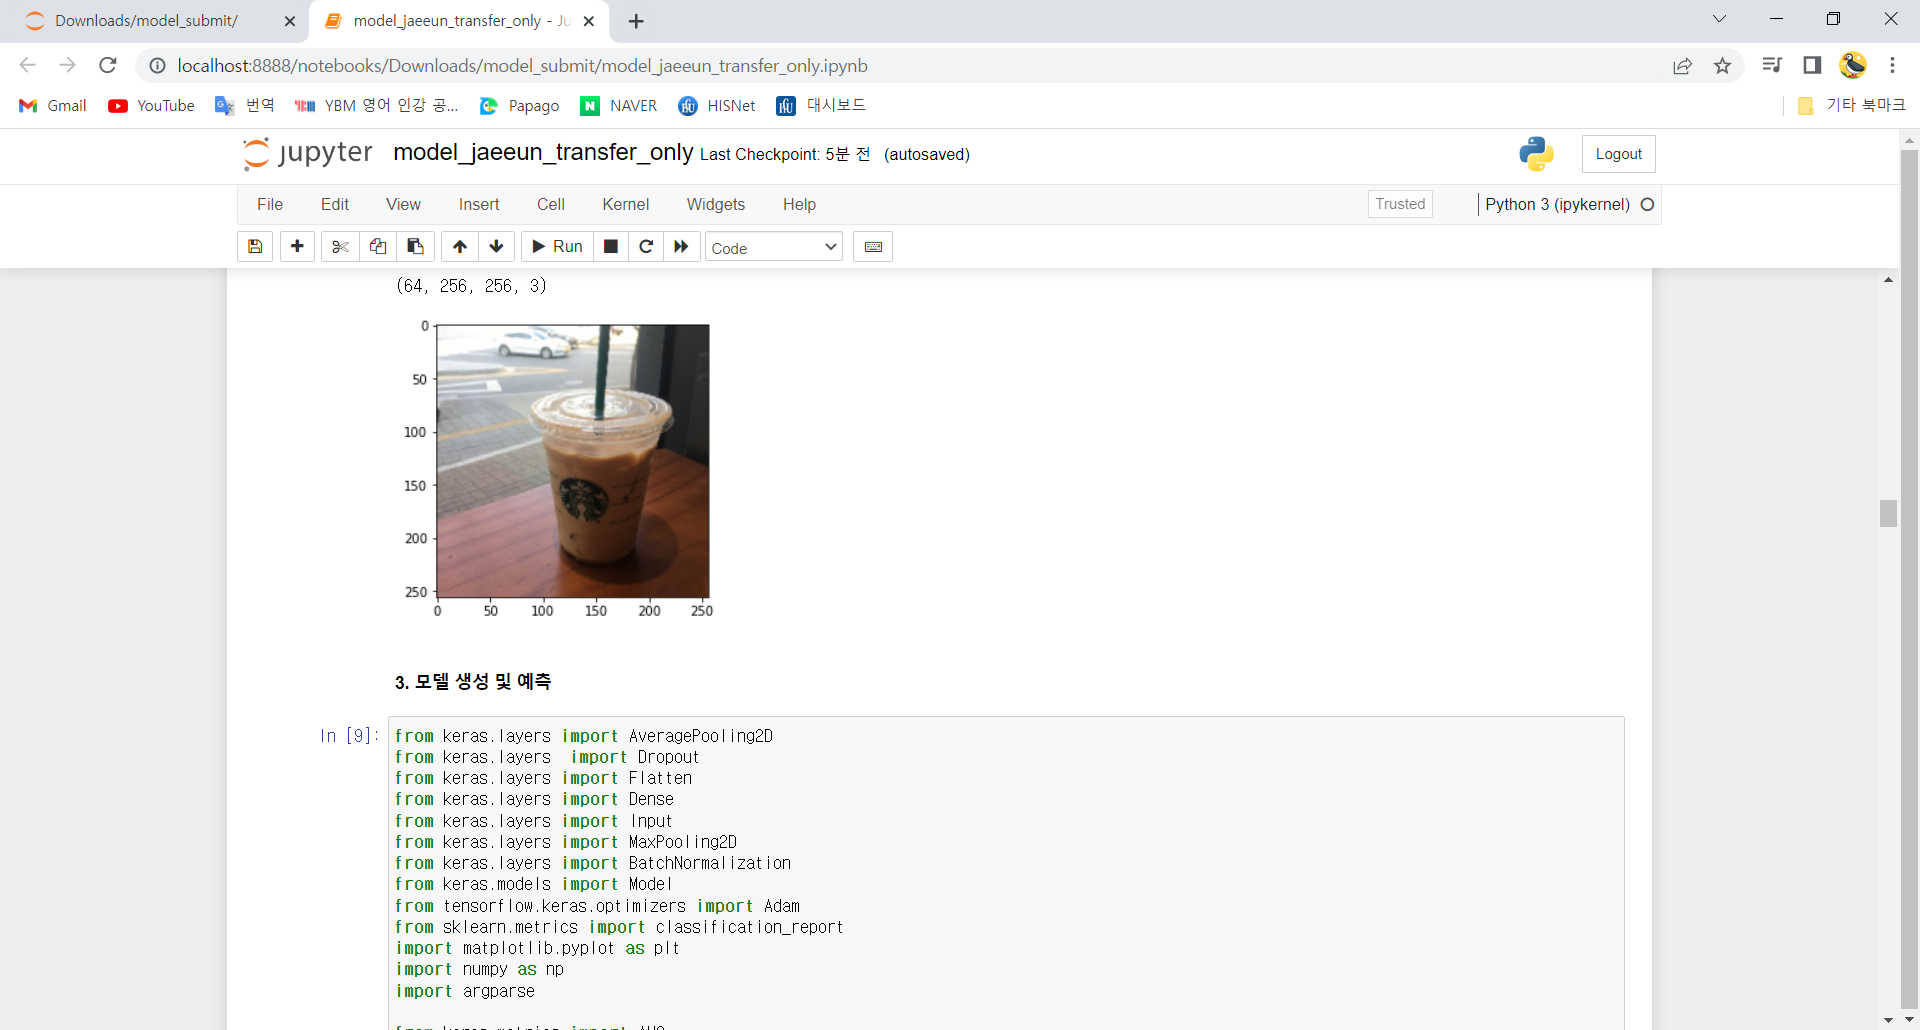 Downloads/model_submit/
model_jaeeun_transfer_only - Ju
localhost:8888/notebooks/Downloads/model_submit/model_jaeeun_transfer_only.ipynb
Gmail YouTube 번역 YBM 영어 인강 공... Papago NAVER HISNet 대시보드 기타 북마크
jupyter model_jaeeun_transfer_only Last Checkpoint: 5분 전 (autosaved) Logout
File Edit View Insert Cell Kernel Widgets Help Trusted Python 3 (ipykernel)
Run Code
(64, 256, 256, 3)
0
50
100
150
200
250
0 50 100 150 200 250
3. 모델 생성 및 예측
In [9]:
from keras.layers import AveragePooling2D
from keras.layers  import Dropout
from keras.layers import Flatten
from keras.layers import Dense
from keras.layers import Input
from keras.layers import MaxPooling2D
from keras.layers import BatchNormalization
from keras.models import Model
from tensorflow.keras.optimizers import Adam
from sklearn.metrics import classification_report
import matplotlib.pyplot as plt
import numpy as np
import argparse
from keras.metrics import AUC